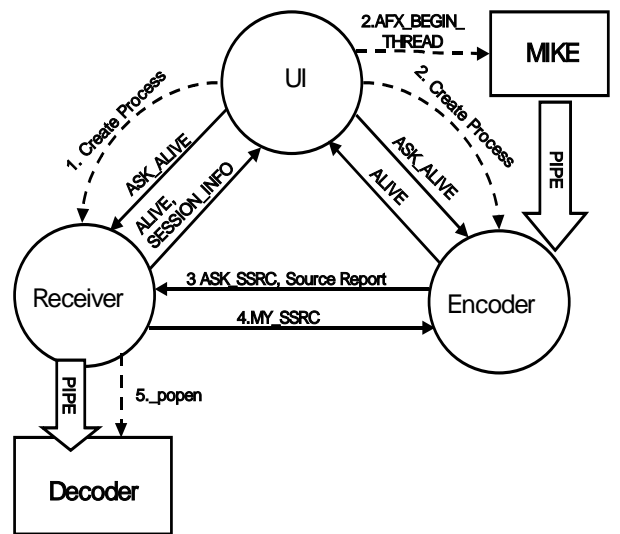 2.AFX_BEGIN_
THREAD
MIKE
UI
1. Create Process
2. Create Process
ASK_ALIVE
ALIVE,
SESSION_INFO
ASK_ALIVE
ALIVE
PIPE
Receiver
3 ASK_SSRC, Source Report
Encoder
4.MY_SSRC
PIPE
5._popen
Decoder